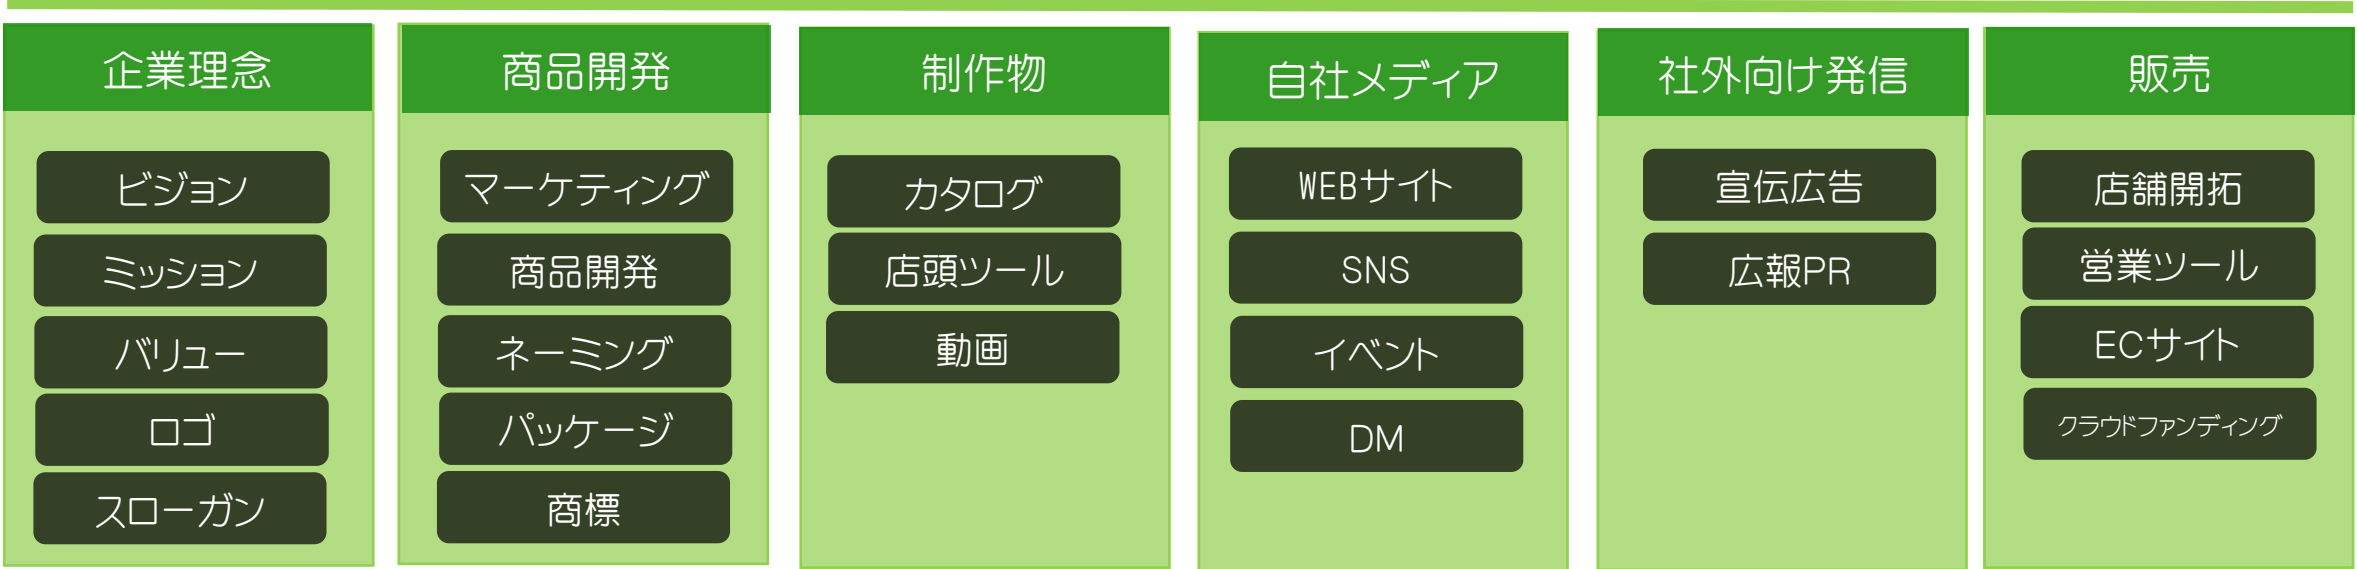 企業理念
ビジョン
ミッション
バリュー
ロゴ
スローガン
商品開発
マーケティング
商品開発
ネーミング
パッケージ
商標
制作物
カタログ
店頭ツール
動画
自社メディア
WEBサイト
SNS
イベント
DM
社外向け発信
宣伝広告
広報PR
販売
店舗開拓
営業ツール
ECサイト
クラウドファンディング